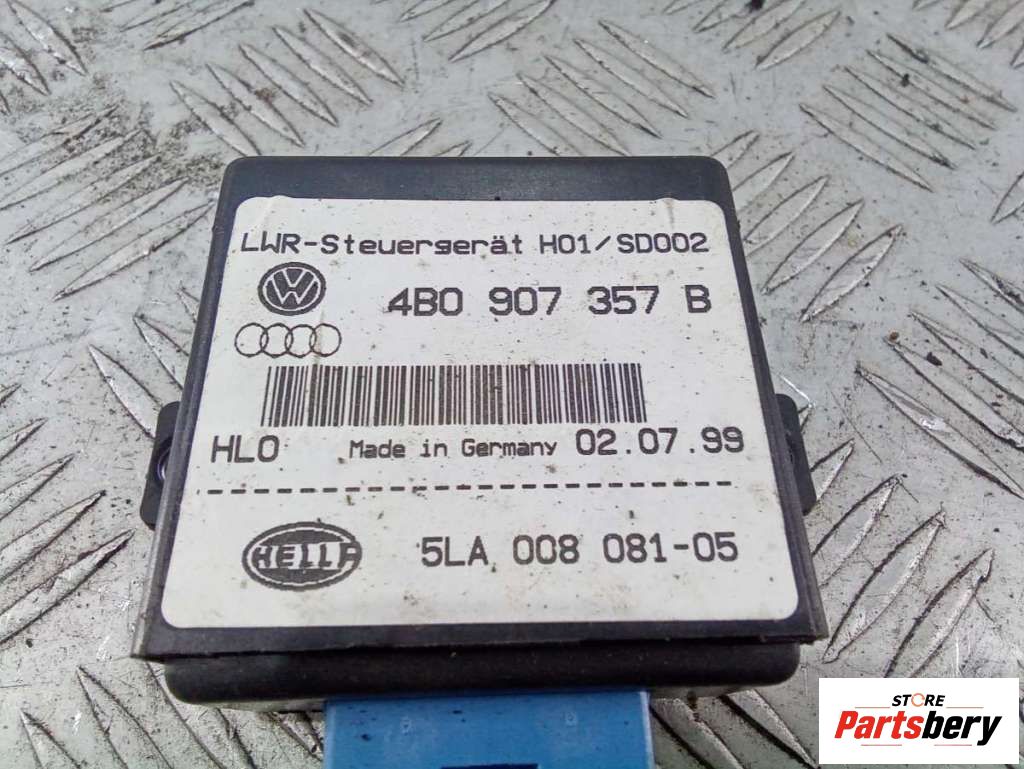 LWR-Steuergerät H01/SD002
4B0 907 357 B
HLO Made in Germany 02.07.99
HELLA 5LA 008 081-05
STORE
Partsbery